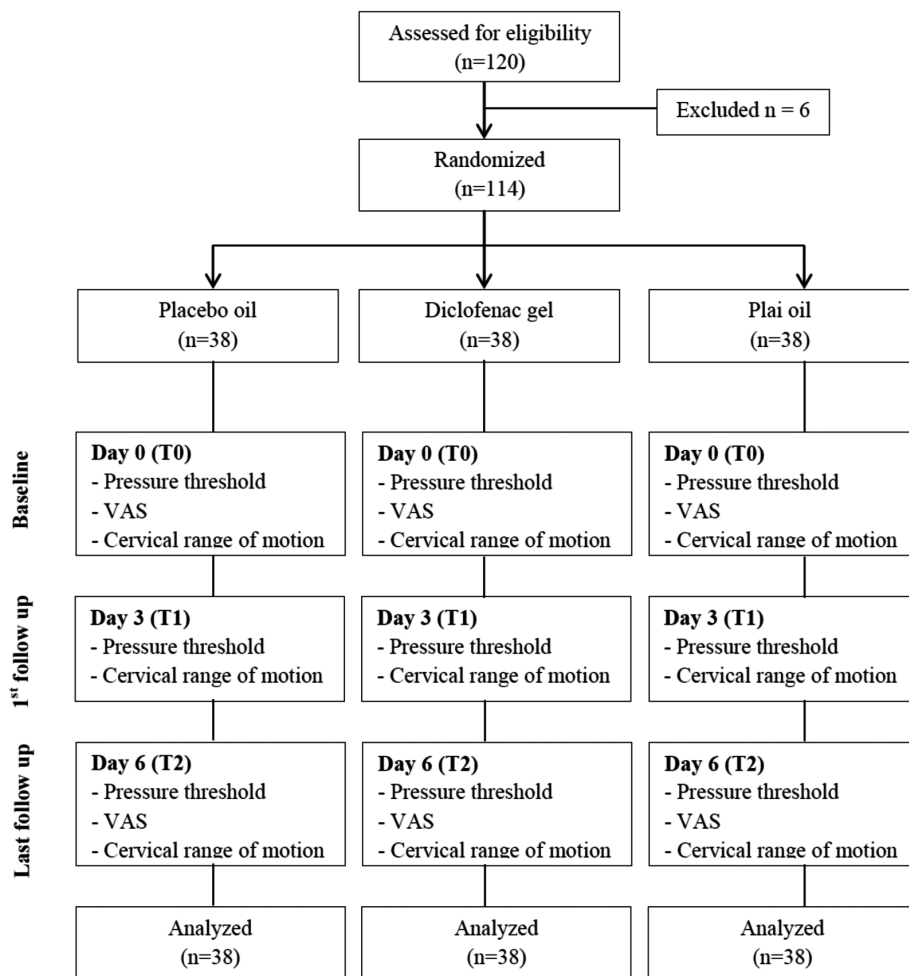 Assessed for eligibility
(n=120)
Excluded n = 6
Randomized
(n=114)
Placebo oil
(n=38)
Diclofenac gel
(n=38)
Plai oil
(n=38)
Baseline
Day 0 (T0)
- Pressure threshold
- VAS
- Cervical range of motion
Day 0 (T0)
- Pressure threshold
- VAS
- Cervical range of motion
Day 0 (T0)
- Pressure threshold
- VAS
- Cervical range of motion
1st follow up
Day 3 (T1)
- Pressure threshold
- Cervical range of motion
Day 3 (T1)
- Pressure threshold
- Cervical range of motion
Day 3 (T1)
- Pressure threshold
- Cervical range of motion
Last follow up
Day 6 (T2)
- Pressure threshold
- VAS
- Cervical range of motion
Day 6 (T2)
- Pressure threshold
- VAS
- Cervical range of motion
Day 6 (T2)
- Pressure threshold
- VAS
- Cervical range of motion
Analyzed
(n=38)
Analyzed
(n=38)
Analyzed
(n=38)